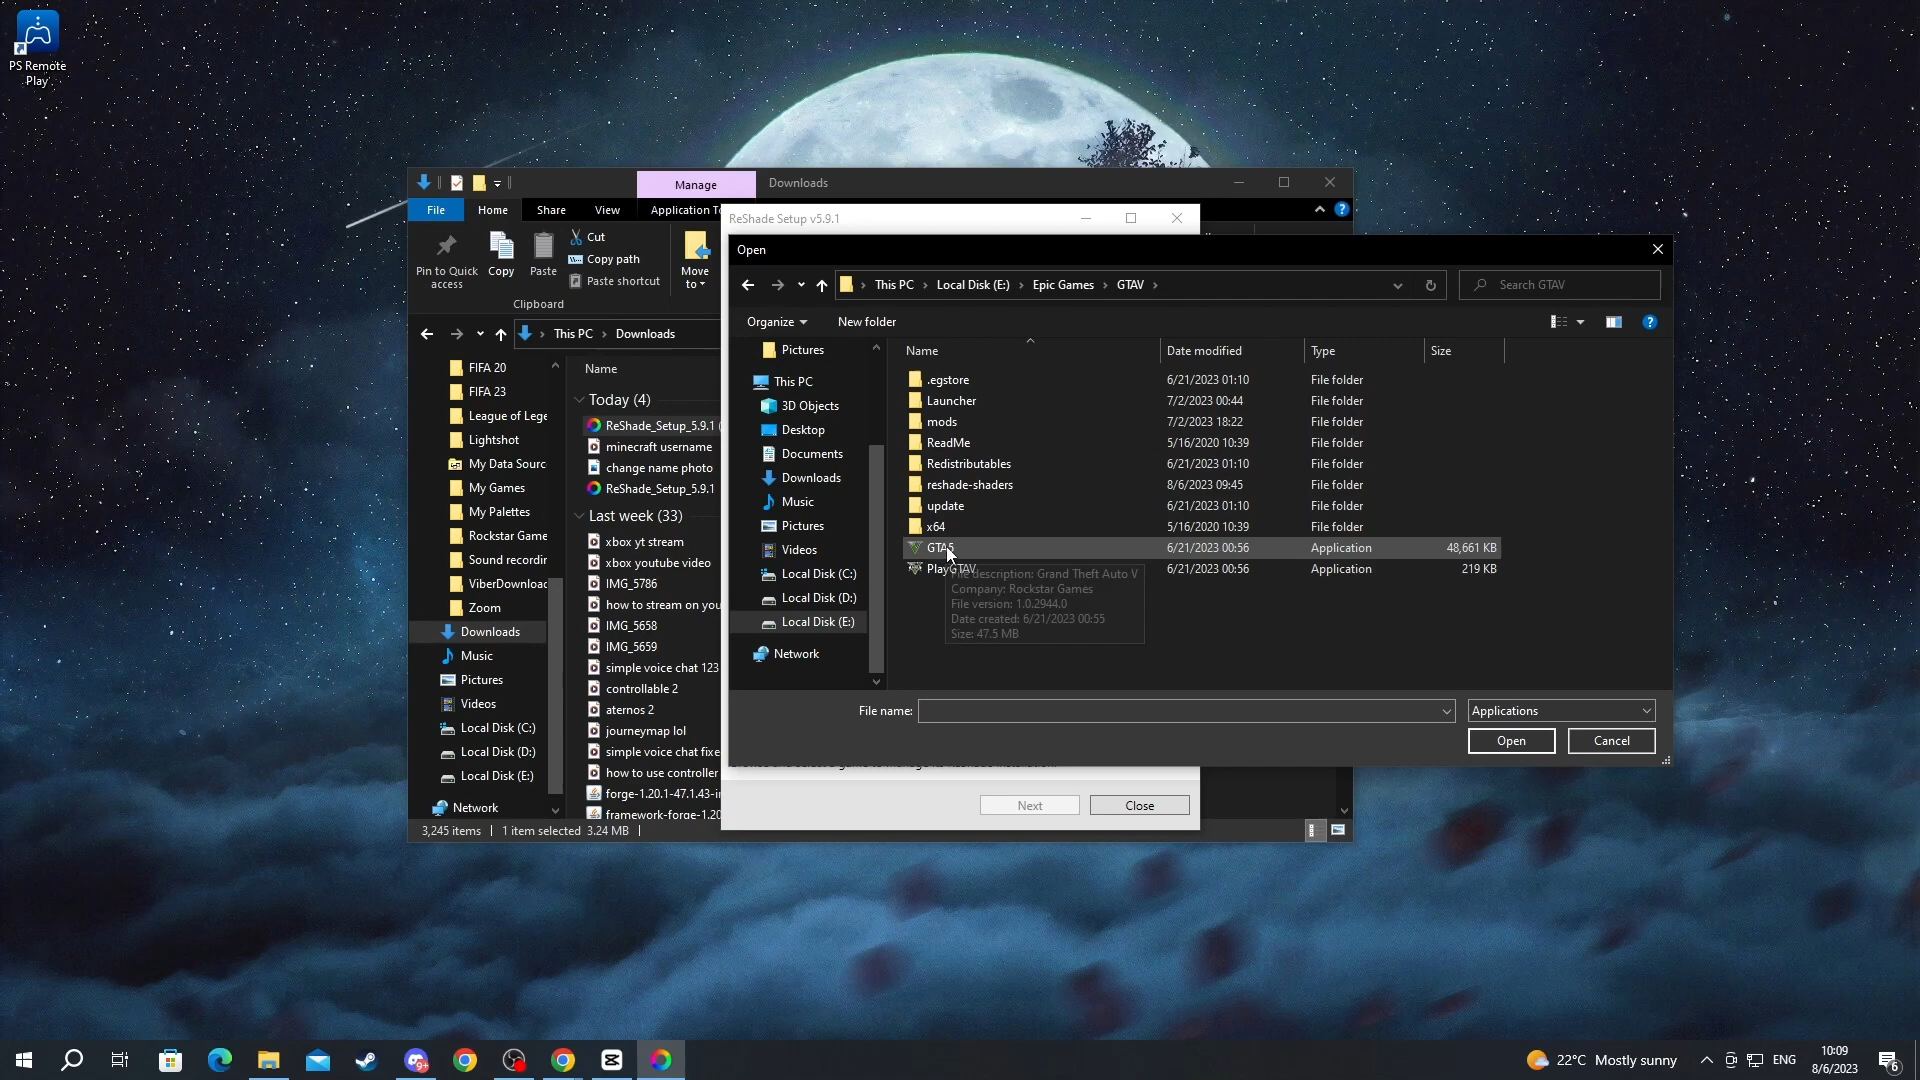 PS Remote
Play
Manage
Downloads
File
Home
Share
View
Application
Pin to Quick
access
Copy
Paste
Cut
Copy path
Paste shortcut
Move
to
Clipboard
This PC
Downloads
FIFA 20
FIFA 23
League of Lege
Lightshot
My Data Sourc
My Games
My Palettes
Rockstar Game
Sound recordin
ViberDownloac
Zoom
Downloads
Music
Pictures
Videos
Local Disk (C:)
Local Disk (D:)
Local Disk (E:)
Network
Name
Today (4)
ReShade_Setup_5.9.1 (
minecraft username
change name photo
ReShade_Setup_5.9.1
Last week (33)
xbox yt stream
xbox youtube video
IMG_5786
how to stream on you
IMG_5658
IMG_5659
simple voice chat 123
controllable 2
aternos 2
journeymap lol
simple voice chat fixe
how to use controller
forge-1.20.1-47.1.43-in
framework-forge-1.20
3,245 items
1 item selected 3.24 MB
ReShade Setup v5.9.1
Next
Close
Open
This PC
Local Disk (E:)
Epic Games
GTAV
Search GTAV
Organize
New folder
Pictures
This PC
3D Objects
Desktop
Documents
Downloads
Music
Pictures
Videos
Local Disk (C:)
Local Disk (D:)
Local Disk (E:)
Network
Name Date modified Type Size
.egstore 6/21/2023 01:10 File folder
Launcher 7/2/2023 00:44 File folder
mods 7/2/2023 18:22 File folder
ReadMe 5/16/2020 10:39 File folder
Redistributables 6/21/2023 01:10 File folder
reshade-shaders 8/6/2023 09:45 File folder
update 6/21/2023 01:10 File folder
x64 5/16/2020 10:39 File folder
GTA5 6/21/2023 00:56 Application 48,661 KB
PlayGTAV 6/21/2023 00:56 Application 219 KB
File description: Grand Theft Auto V
Company: Rockstar Games
File version: 1.0.2944.0
Date created: 6/21/2023 00:55
Size: 47.5 MB
File name:
Applications
Open
Cancel
22°C Mostly sunny
ENG
10:09
8/6/2023
6